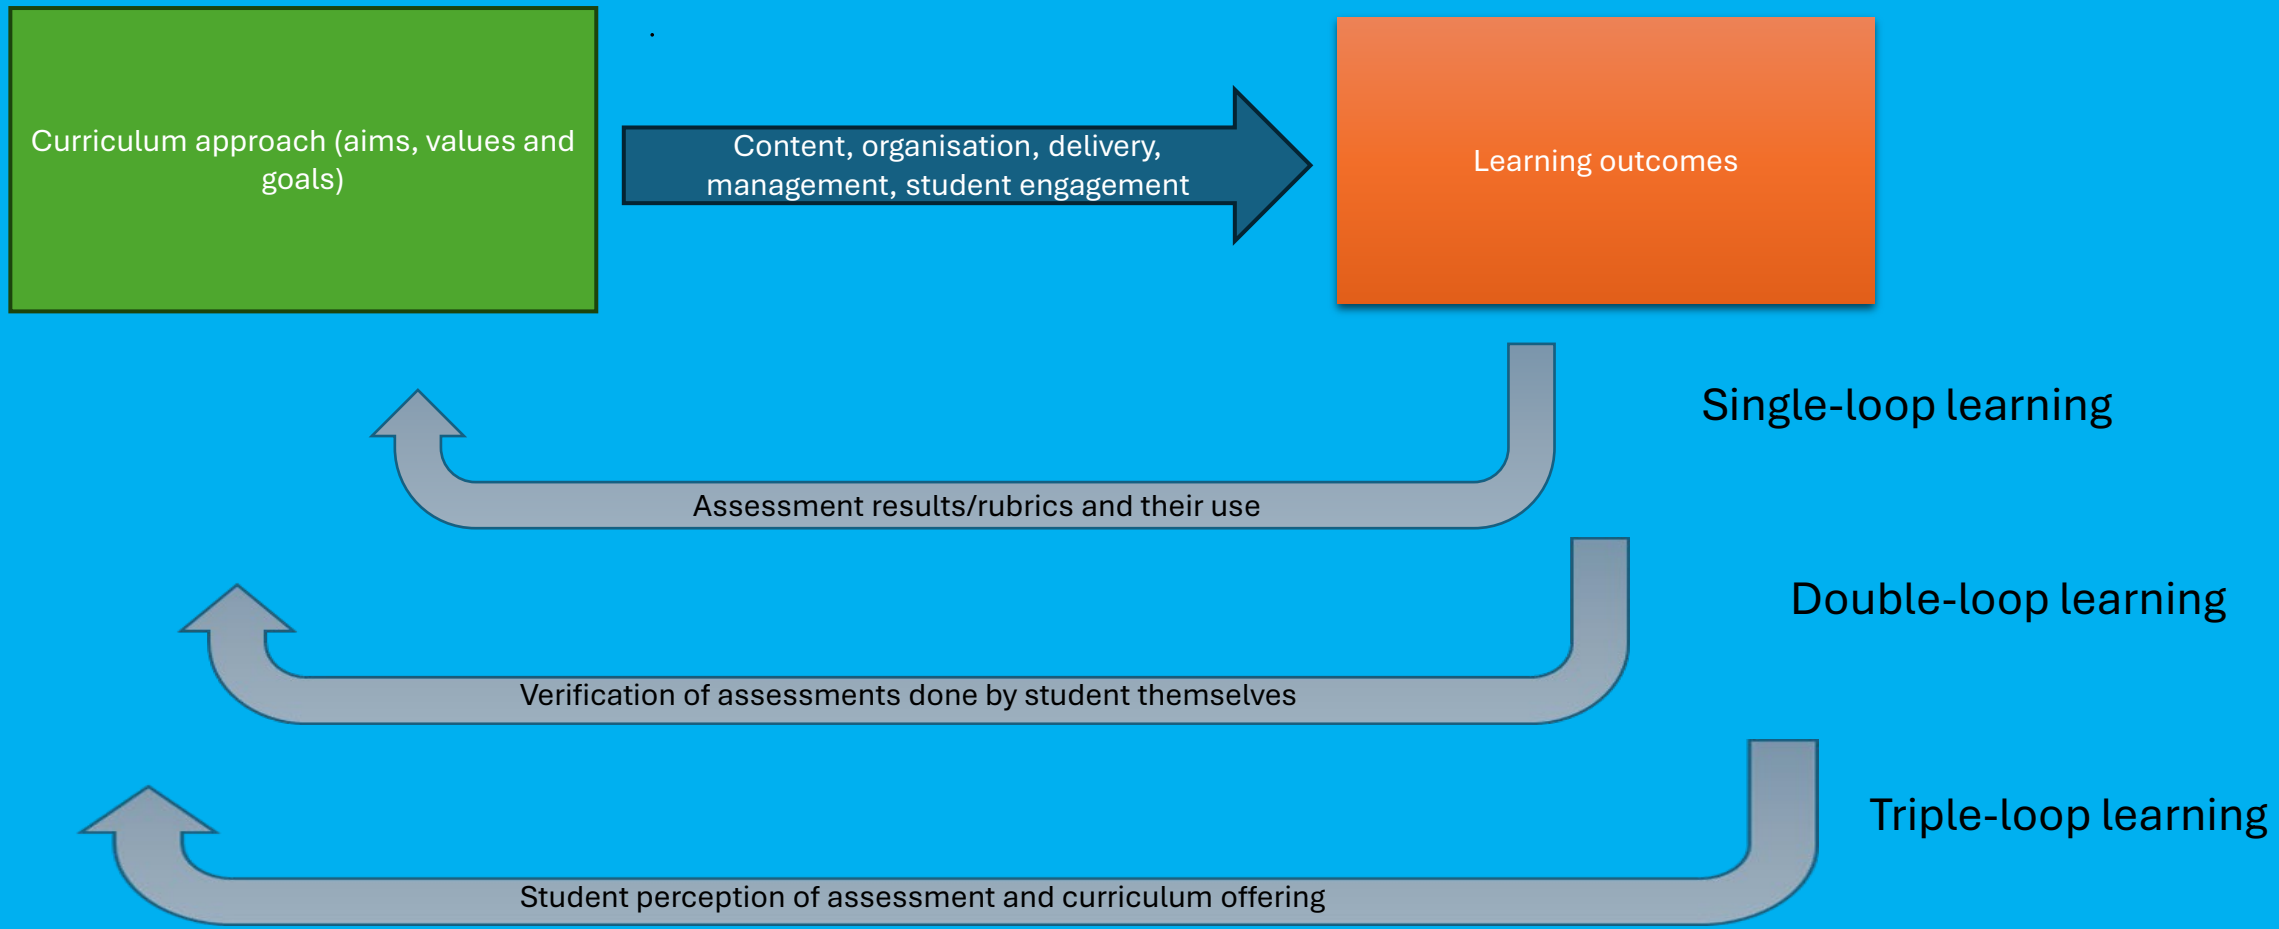 Curriculum approach (aims, values and
goals)
Content, organisation, delivery,
management, student engagement
Learning outcomes
Single-loop learning
Assessment results/rubrics and their use
Double-loop learning
Verification of assessments done by student themselves
Triple-loop learning
Student perception of assessment and curriculum offering